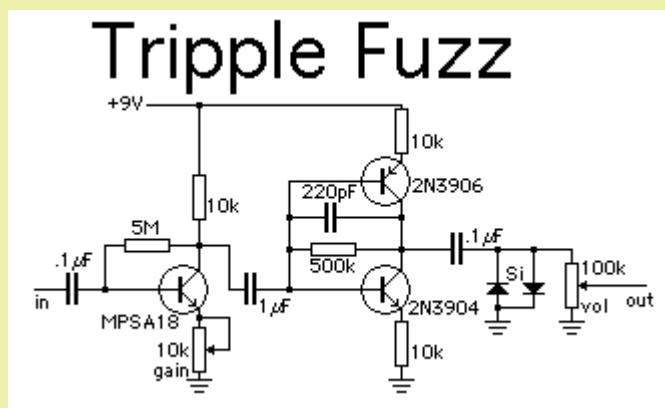 Tripple Fuzz
+9V
10k
2N3906
10k
220pF
5M
.1µF
.1µF
500k
Si
100k
in
1µF
2N3904
vol
out
MPSA18
10k
gain
10k